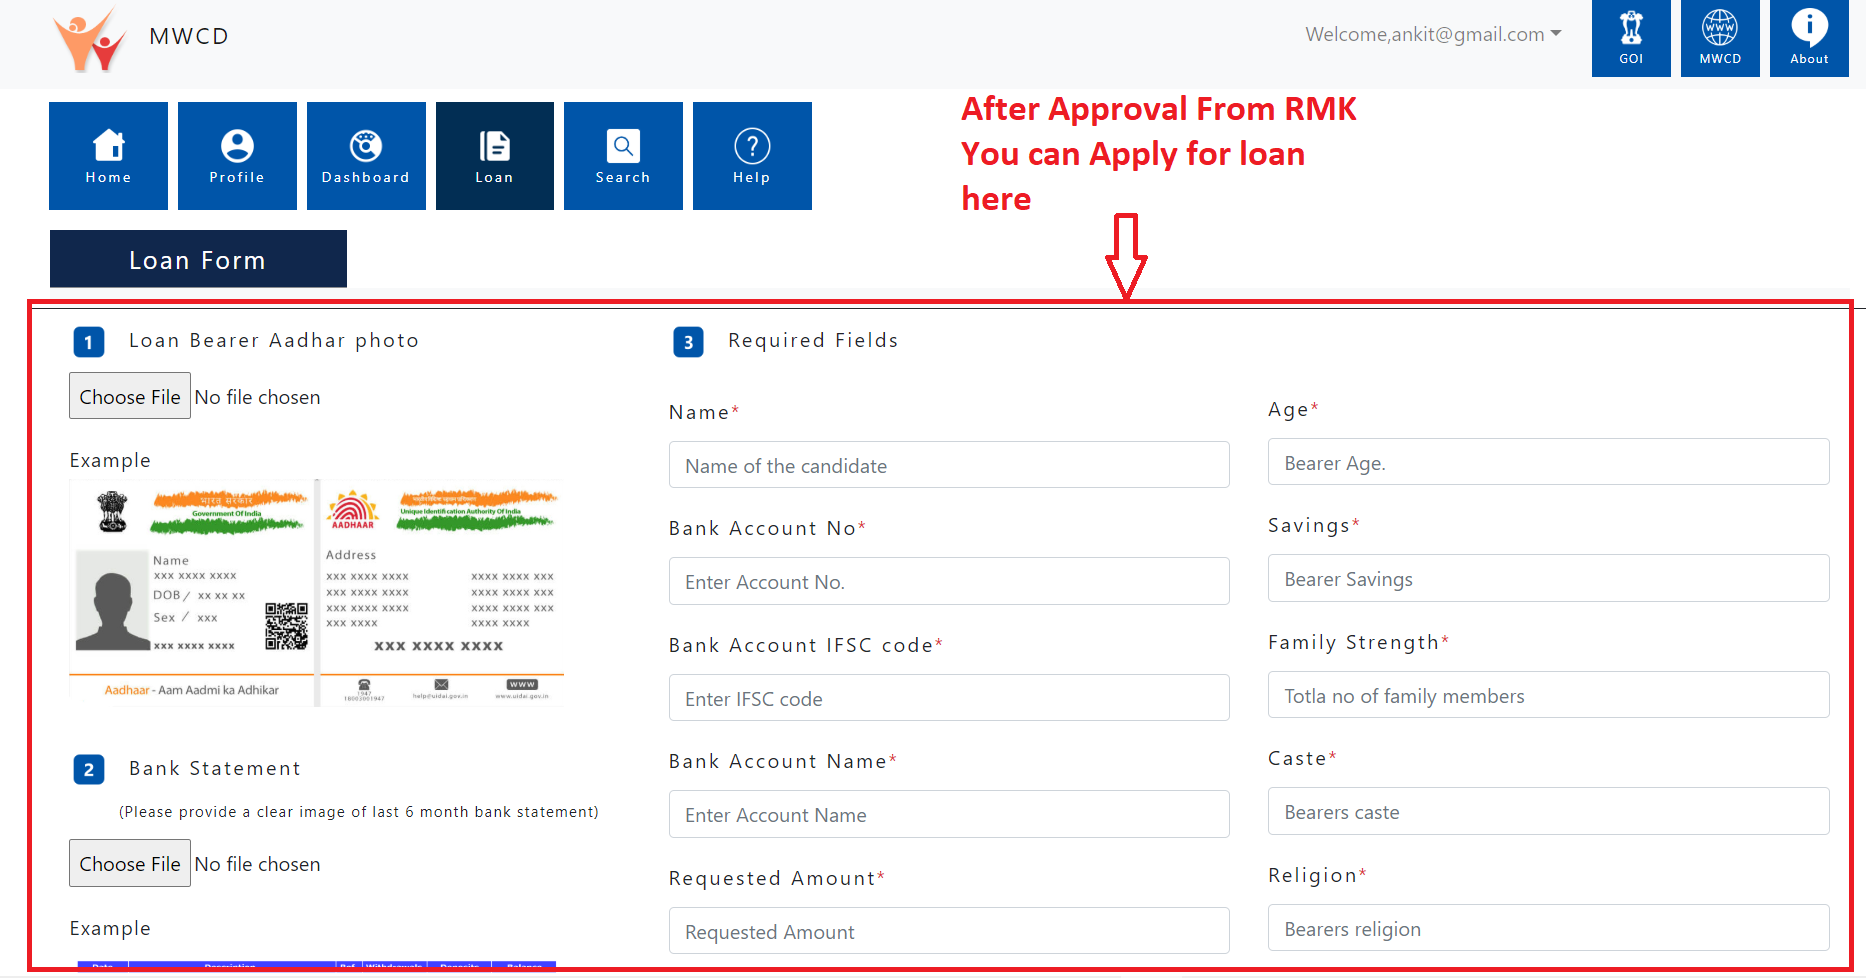 MWCD
Welcome,ankit@gmail.com
GOI
MWCD
About
Home
Profile
Dashboard
Loan
Search
Help
After Approval From RMK
You can Apply for loan
here
Loan Form
1 Loan Bearer Aadhar photo
Choose File No file chosen
Example
भारत सरकार
Government Of India
Name
xxx xxxx xxxx
DOB / xx xx xx
Sex / xxx
xxx xxxx xxxx
Aadhaar - Aam Aadmi ka Adhikar
AADHAAR
Unique Identification Authority Of India
Address
xxx xxxx xxxx xxxx xxxx xxx
xxx xxxx xxxx xxxx xxxx xxx
xxx xxxx xxxx xxxx xxxx xxx
xxx xxxx xxxx xxxx
xxx xxxx xxxx
1947
18003001947
help@uidai.gov.in
www
www.uidai.gov.in
2 Bank Statement
(Please provide a clear image of last 6 month bank statement)
Choose File No file chosen
Example
Date Description Ref. Withdrawals Deposits Balance
3 Required Fields
Name*
Name of the candidate
Bank Account No*
Enter Account No.
Bank Account IFSC code*
Enter IFSC code
Bank Account Name*
Enter Account Name
Requested Amount*
Requested Amount
Age*
Bearer Age.
Savings*
Bearer Savings
Family Strength*
Totla no of family members
Caste*
Bearers caste
Religion*
Bearers religion